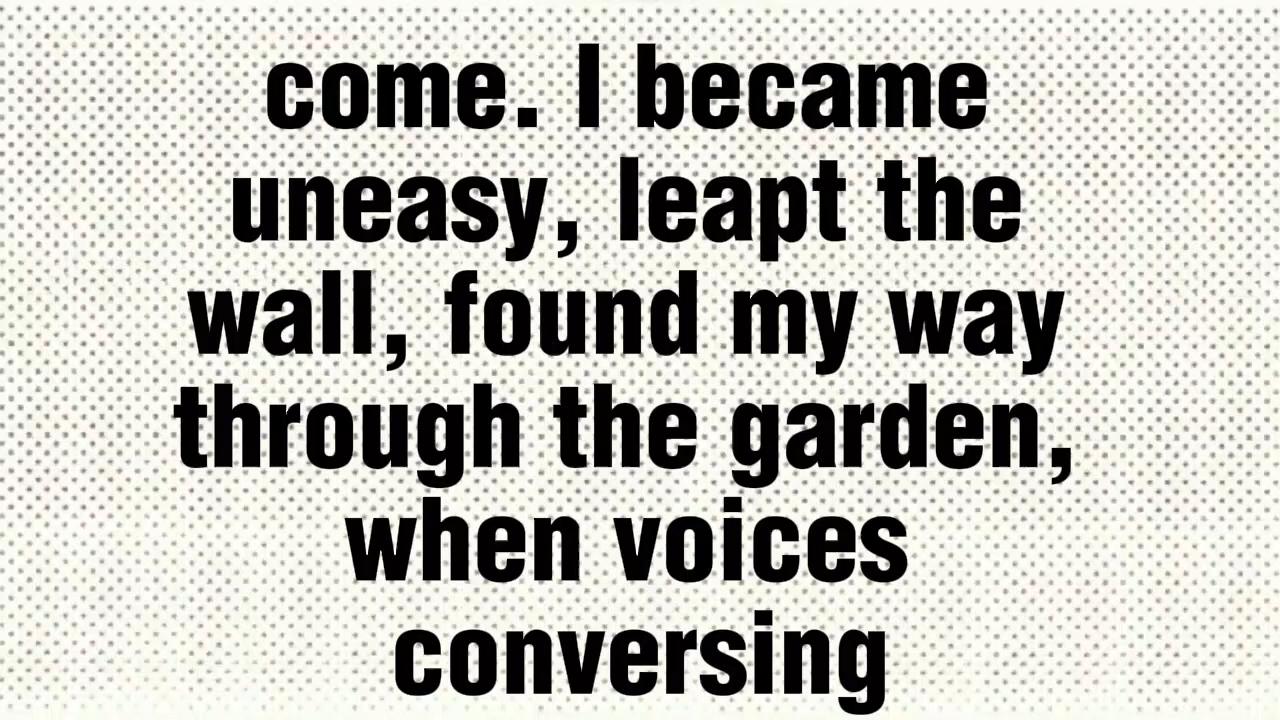 come. I became
uneasy, leapt the
wall, found my way
through the garden,
when voices
conversing